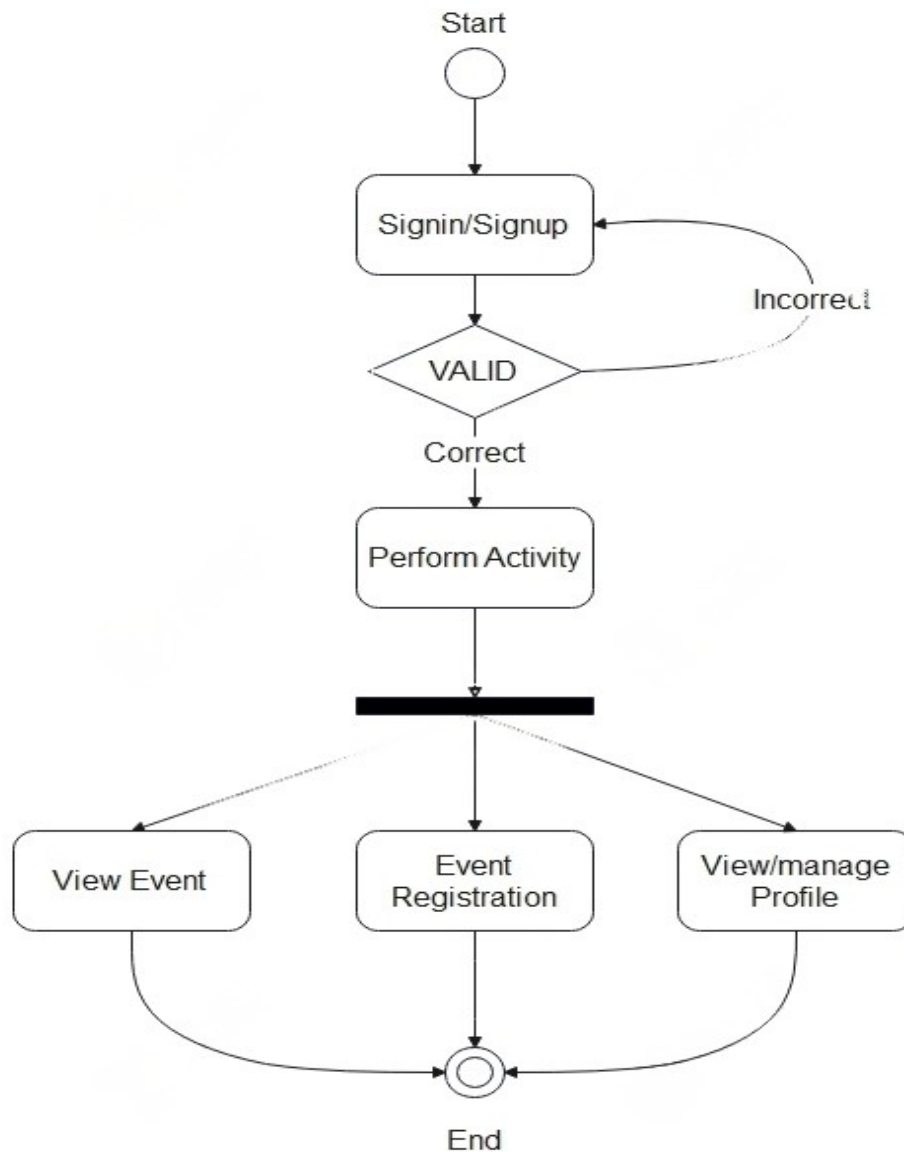 Start
Signin/Signup
Incorrect
VALID
Correct
Perform Activity
View Event
Event
Registration
View/manage
Profile
End